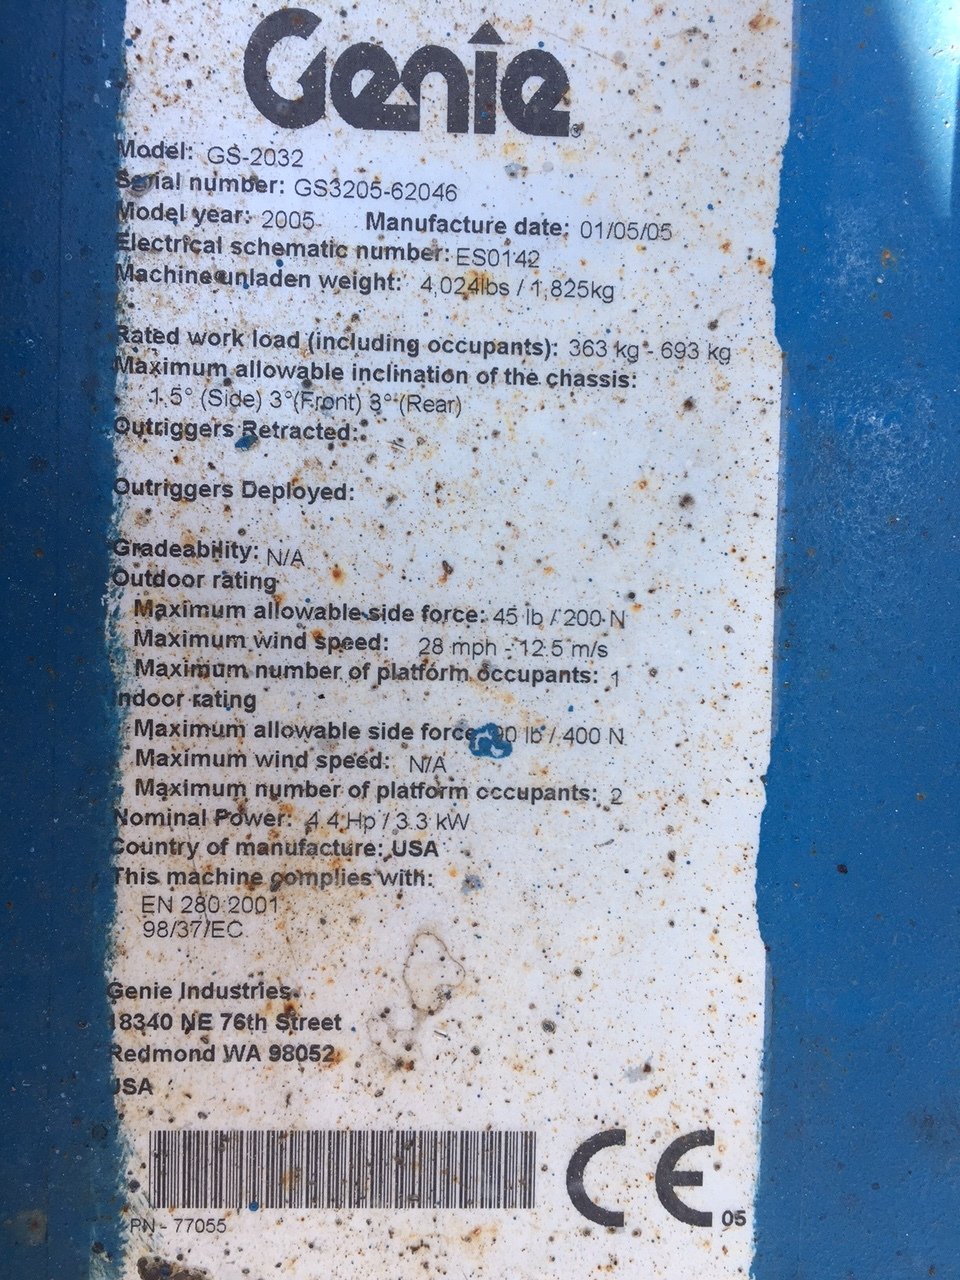 Genie
Model: GS-2032
Serial number: GS3205-62046
Model year: 2005 Manufacture date: 01/05/05
Electrical schematic number: ES0142
Machine unladen weight: 4,024lbs / 1,825kg
Rated work load (including occupants): 363 kg - 693 kg
Maximum allowable inclination of the chassis:
1.5° (Side) 3°(Front) 3° (Rear)
Outriggers Retracted:
Outriggers Deployed:
Gradeability: N/A
Outdoor rating
Maximum allowable side force: 45 lb / 200 N
Maximum wind speed: 28 mph - 12.5 m/s
Maximum number of platform occupants: 1
Indoor rating
Maximum allowable side force: 90 lb / 400 N
Maximum wind speed: N/A
Maximum number of platform occupants: 2
Nominal Power: 4.4 Hp / 3.3 kW
Country of manufacture: USA
This machine complies with:
EN 280:2001
98/37/EC
Genie Industries
18340 NE 76th Street
Redmond WA 98052
USA
PN - 77055
CE 05